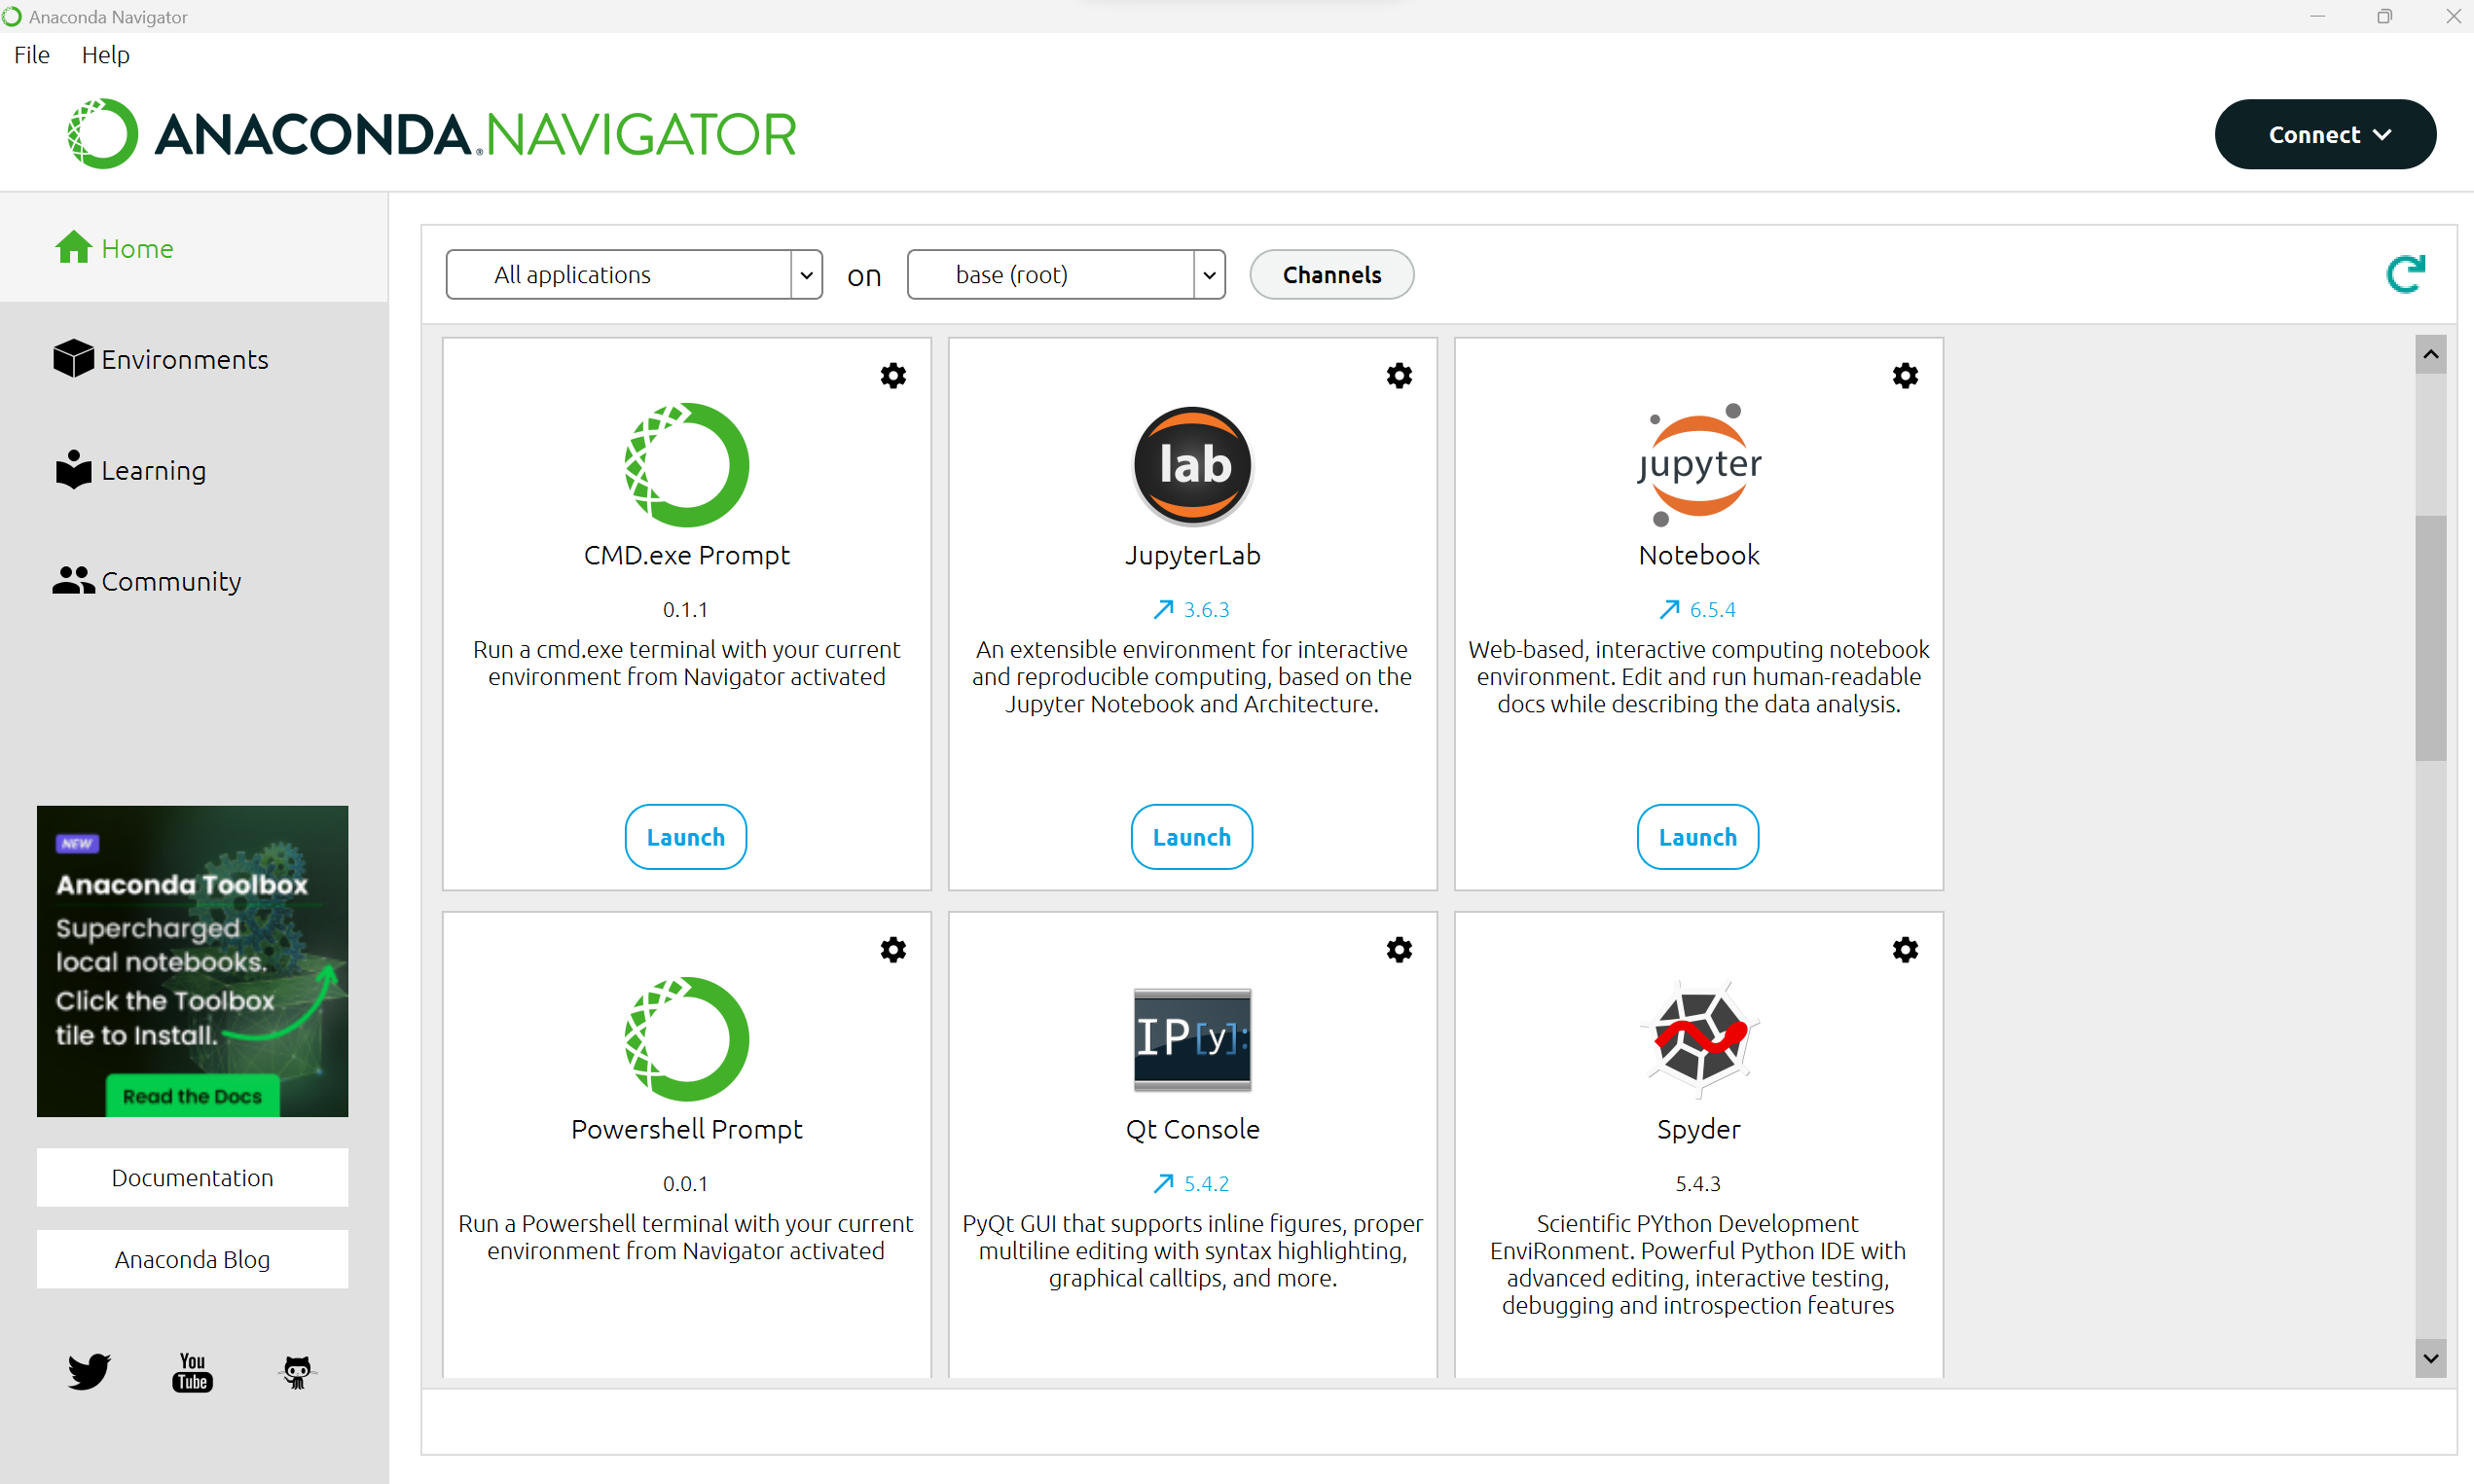 Anaconda Navigator
File Help
ANACONDA.NAVIGATOR
Connect
Home
Environments
Learning
Community
NEW
Anaconda Toolbox
Supercharged
local notebooks.
Click the Toolbox
tile to Install.
Read the Docs
Documentation
Anaconda Blog
You
Tube
All applications on base (root) Channels
CMD.exe Prompt
0.1.1
Run a cmd.exe terminal with your current
environment from Navigator activated
Launch
lab
JupyterLab
3.6.3
An extensible environment for interactive
and reproducible computing, based on the
Jupyter Notebook and Architecture.
Launch
jupyter
Notebook
6.5.4
Web-based, interactive computing notebook
environment. Edit and run human-readable
docs while describing the data analysis.
Launch
Powershell Prompt
0.0.1
Run a Powershell terminal with your current
environment from Navigator activated
IP[y]:
Qt Console
5.4.2
PyQt GUI that supports inline figures, proper
multiline editing with syntax highlighting,
graphical calltips, and more.
Spyder
5.4.3
Scientific PYthon Development
EnviRonment. Powerful Python IDE with
advanced editing, interactive testing,
debugging and introspection features